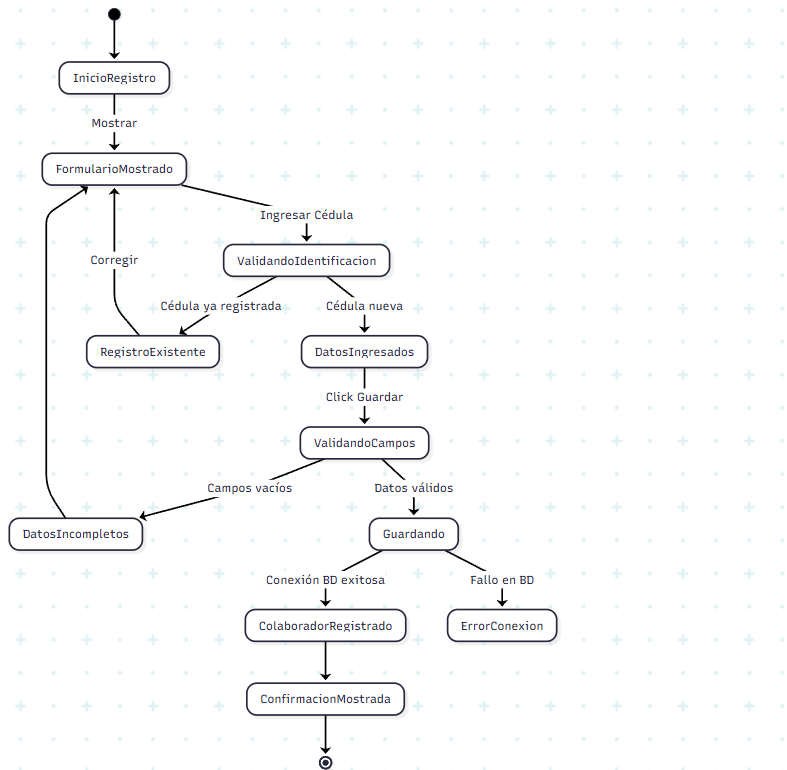 InicioRegistro
Mostrar
FormularioMostrado
Ingresar Cédula
Corregir
ValidandoIdentificacion
Cédula ya registrada
Cédula nueva
RegistroExistente
DatosIngresados
Click Guardar
ValidandoCampos
Campos vacíos
Datos válidos
DatosIncompletos
Guardando
Conexión BD exitosa
Fallo en BD
ColaboradorRegistrado
ErrorConexion
ConfirmacionMostrada